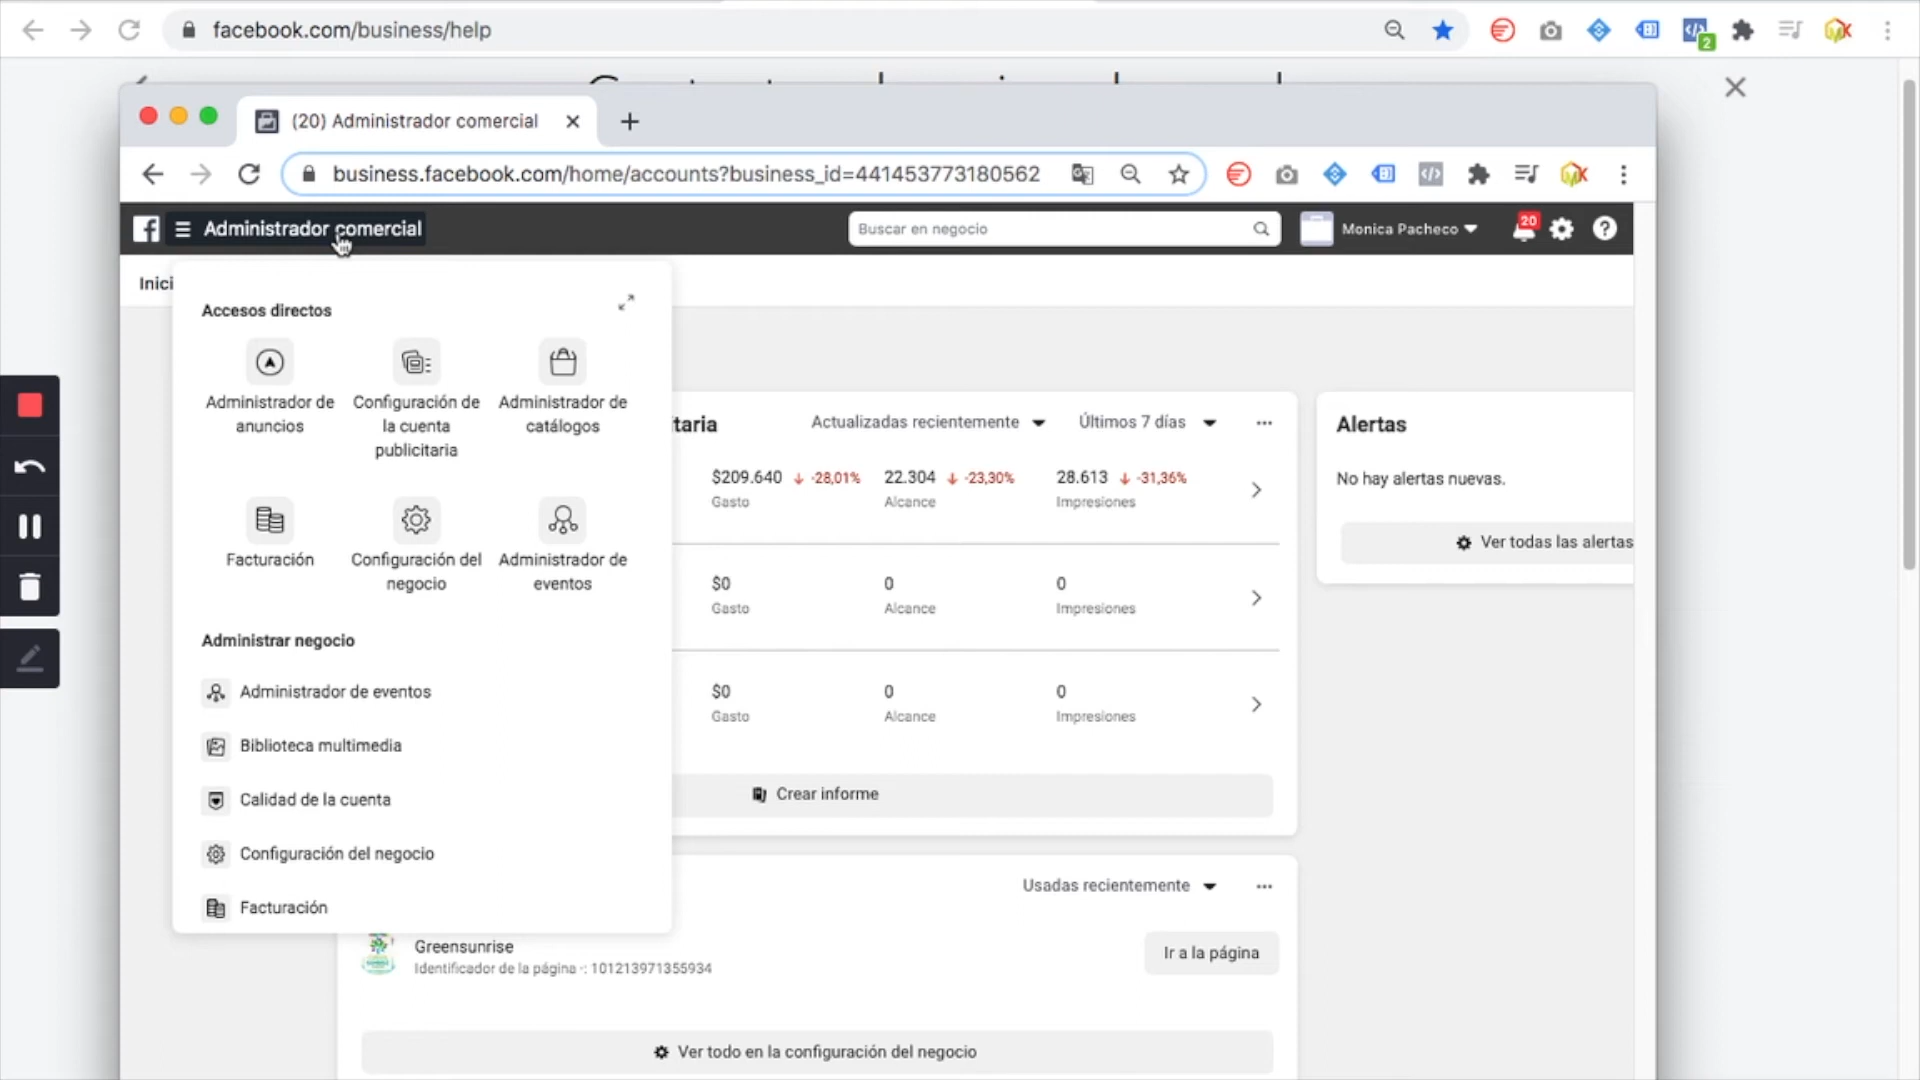 facebook.com/business/help
2
(20) Administrador comercial
business.facebook.com/home/accounts?business_id=441453773180562
Administrador comercial
Buscar en negocio
Monica Pacheco
20
Inici
Accesos directos
Administrador de
anuncios
Configuración de
la cuenta
publicitaria
Administrador de
catálogos
Facturación
Configuración del
negocio
Administrador de
eventos
Administrar negocio
Administrador de eventos
Biblioteca multimedia
Calidad de la cuenta
Configuración del negocio
Facturación
taria
Actualizadas recientemente
Últimos 7 días
$209.640 ↓ -28,01%
Gasto
22.304 ↓ -23,30%
Alcance
28.613 ↓ -31,36%
Impresiones
$0
Gasto
0
Alcance
0
Impresiones
$0
Gasto
0
Alcance
0
Impresiones
Crear informe
Alertas
No hay alertas nuevas.
Ver todas las alertas
Usadas recientemente
Greensunrise
Identificador de la página -: 101213971355934
Ir a la página
Ver todo en la configuración del negocio